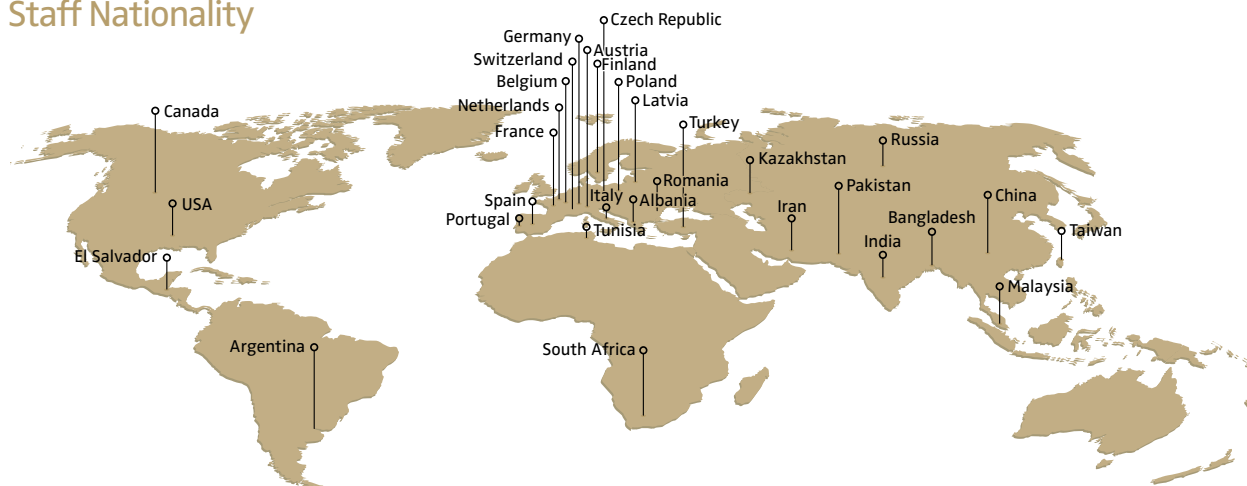 Staff Nationality
Czech Republic
Germany
Austria
Switzerland
Finland
Belgium
Poland
Netherlands
Latvia
Canada
Turkey
France
Russia
Kazakhstan
Romania
Pakistan
Spain
Italy
Albania
China
USA
Iran
Portugal
Tunisia
Bangladesh
Taiwan
India
El Salvador
Malaysia
Argentina
South Africa